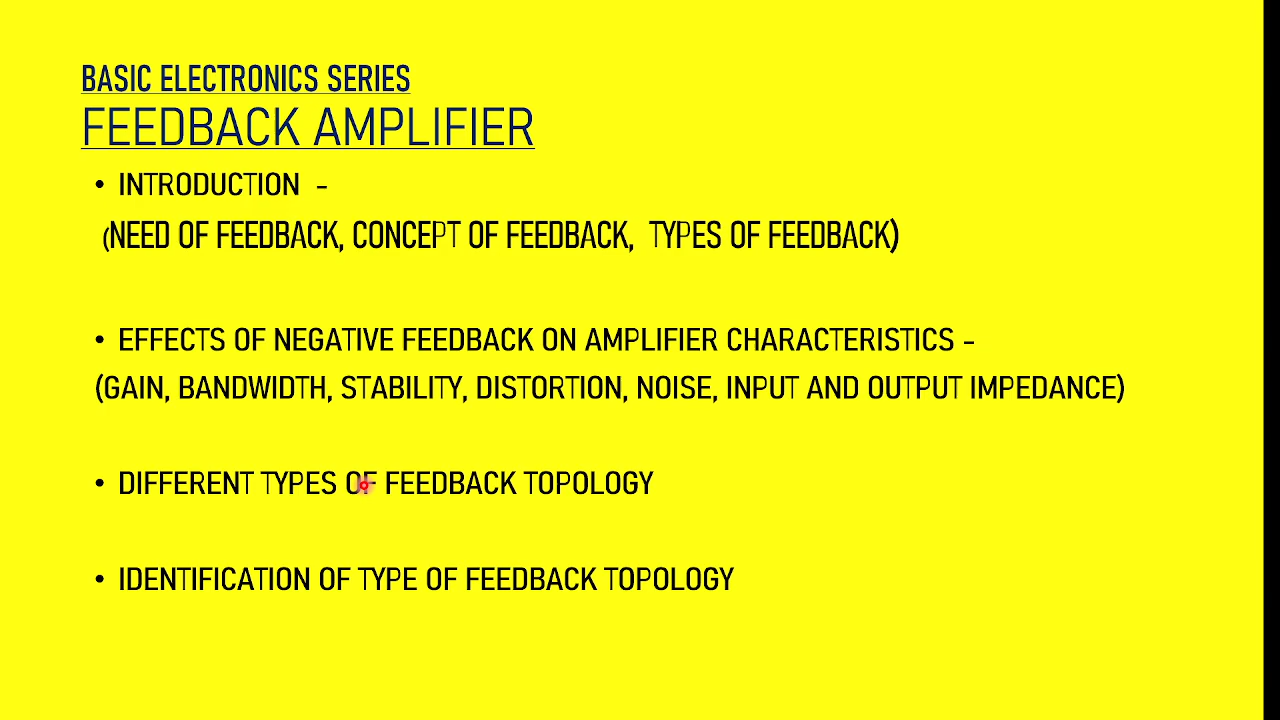 BASIC ELECTRONICS SERIES
FEEDBACK AMPLIFIER
• INTRODUCTION -
(NEED OF FEEDBACK, CONCEPT OF FEEDBACK, TYPES OF FEEDBACK)
• EFFECTS OF NEGATIVE FEEDBACK ON AMPLIFIER CHARACTERISTICS -
(GAIN, BANDWIDTH, STABILITY, DISTORTION, NOISE, INPUT AND OUTPUT IMPEDANCE)
• DIFFERENT TYPES OF FEEDBACK TOPOLOGY
• IDENTIFICATION OF TYPE OF FEEDBACK TOPOLOGY